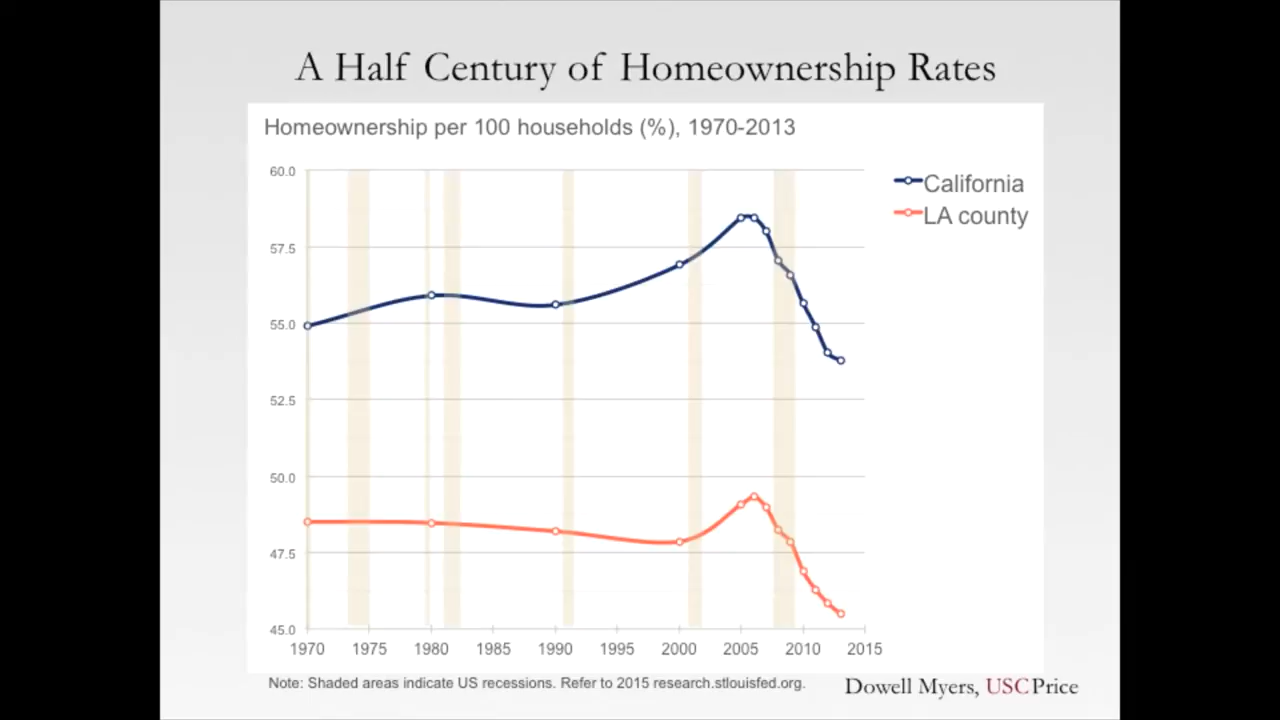 A Half Century of Homeownership Rates
Homeownership per 100 households (%), 1970-2013
60.0
57.5
55.0
52.5
50.0
47.5
45.0
1970 1975 1980 1985 1990 1995 2000 2005 2010 2015
California
LA county
Note: Shaded areas indicate US recessions. Refer to 2015 research.stlouisfed.org.
Dowell Myers, USC Price